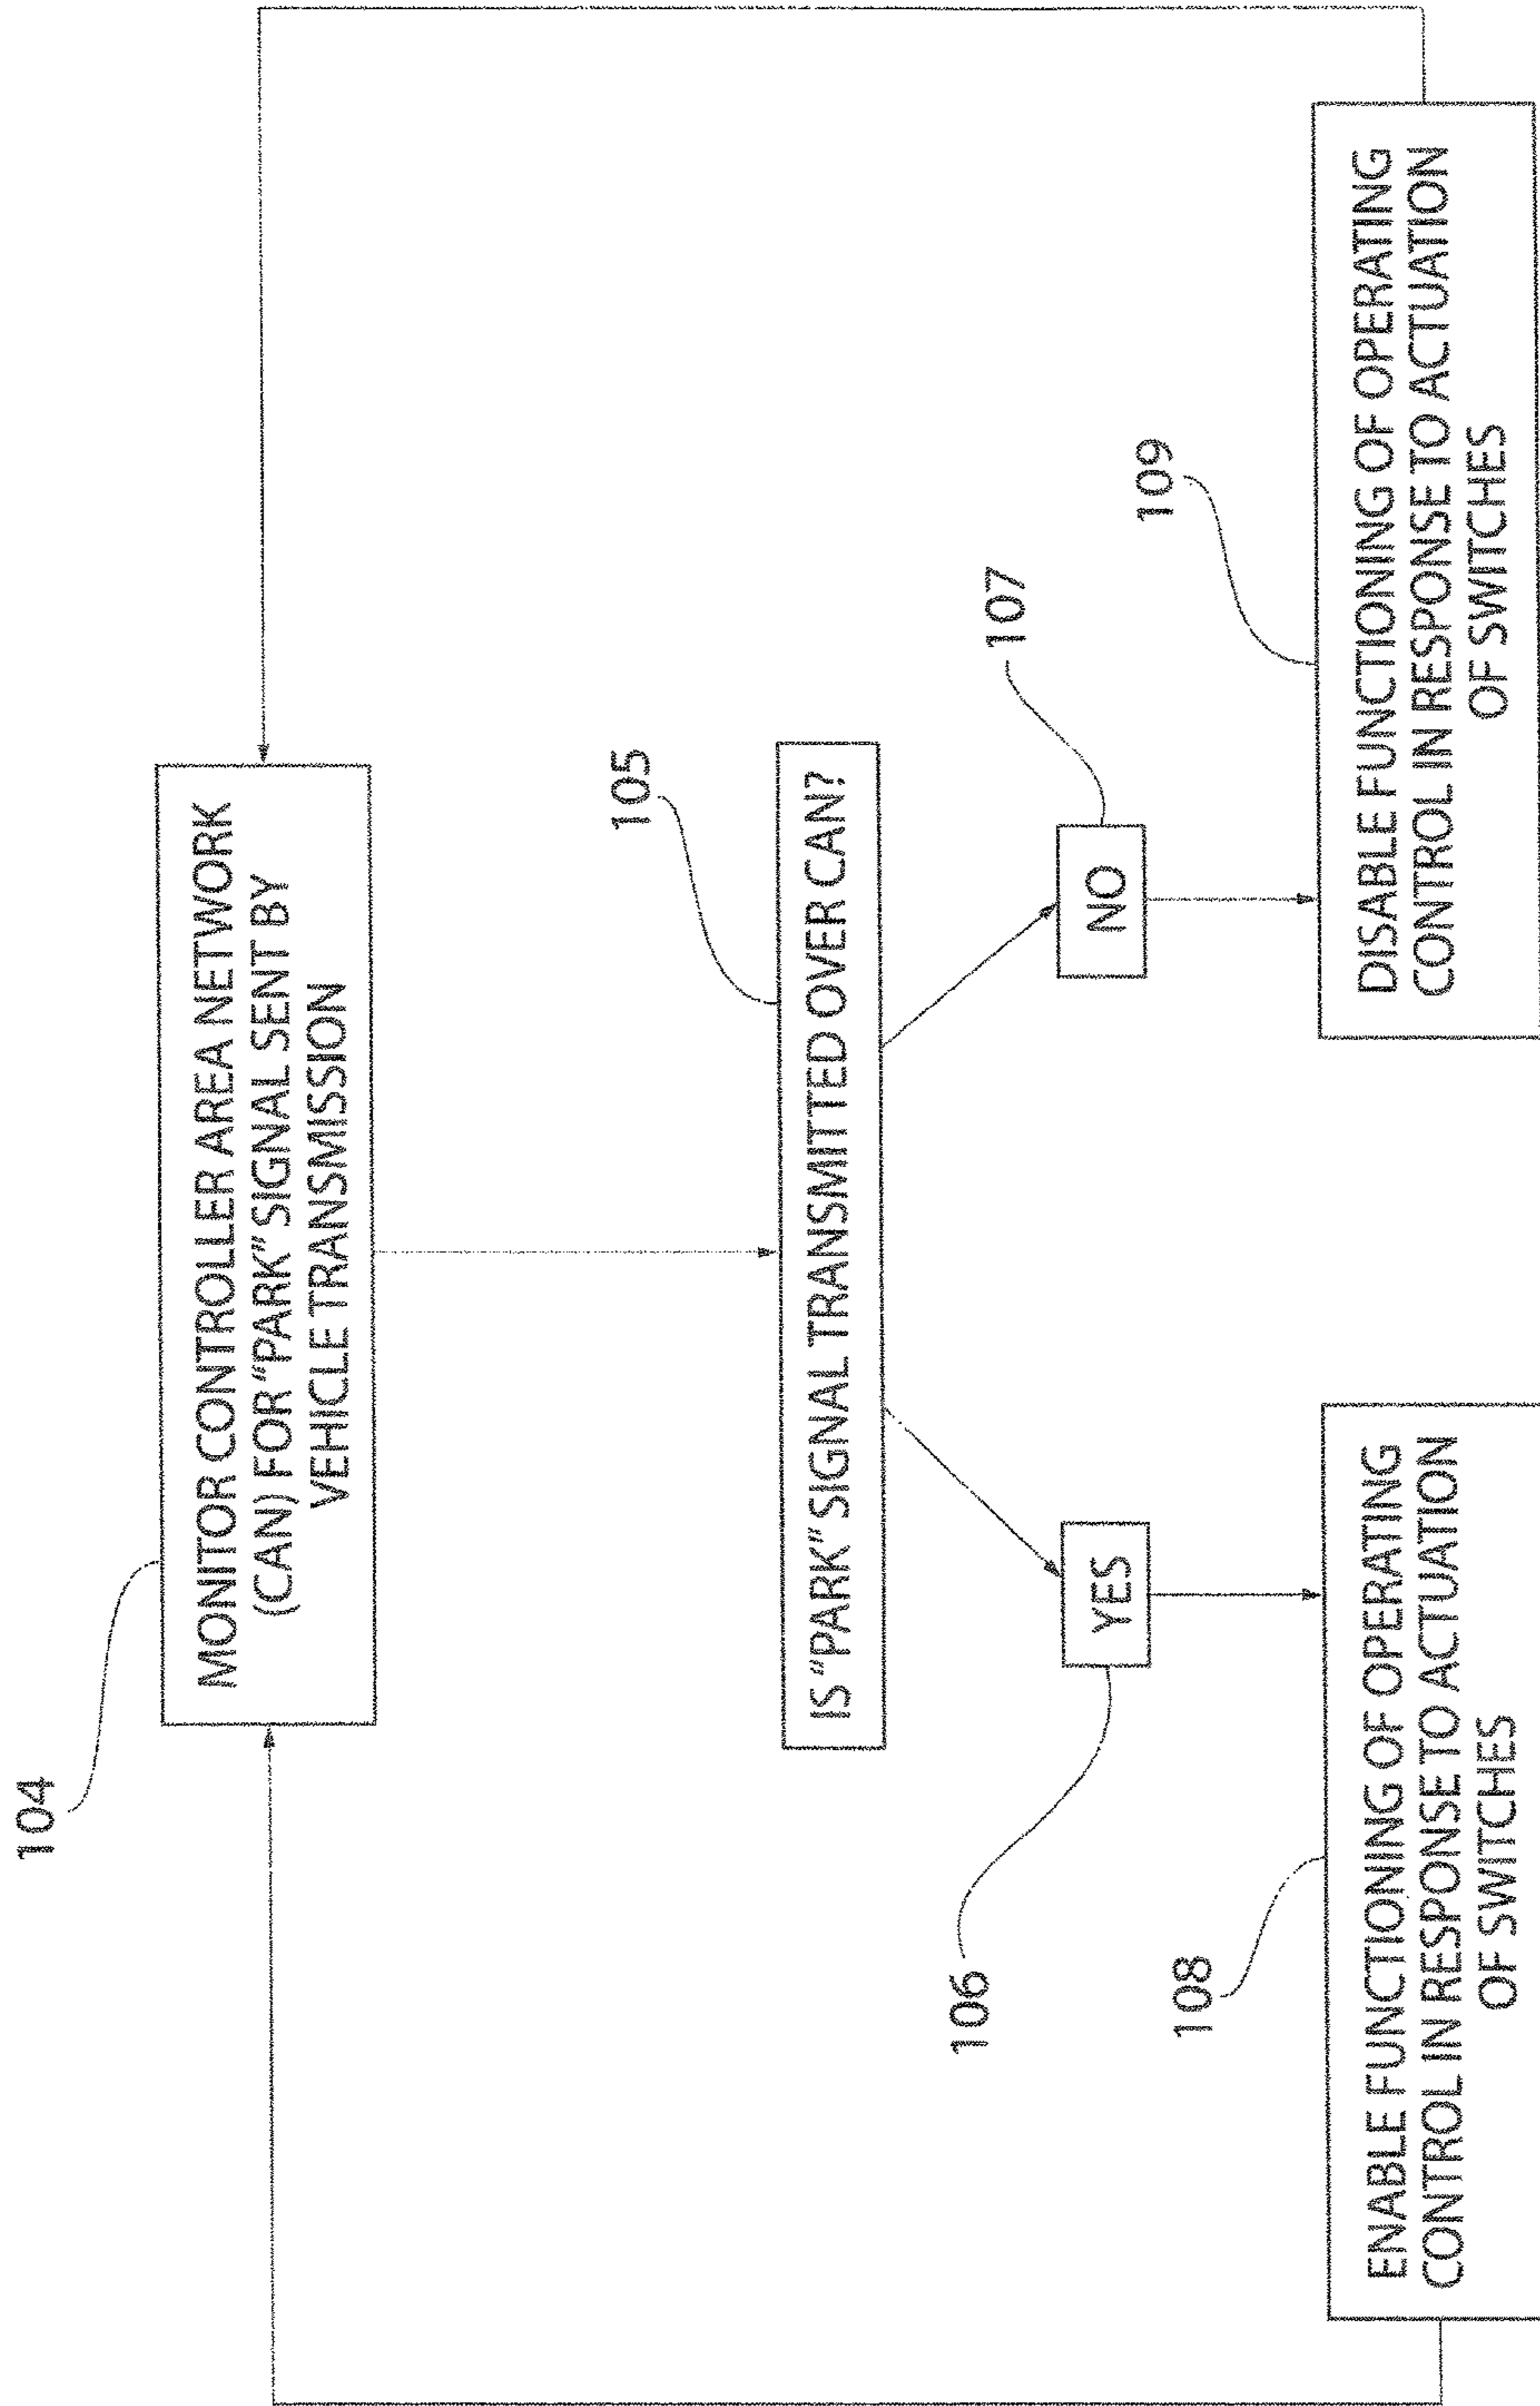 104
MONITOR CONTROLLER AREA NETWORK
(CAN) FOR "PARK" SIGNAL SENT BY
VEHICLE TRANSMISSION
105
IS "PARK" SIGNAL TRANSMITTED OVER CAN?
106
YES
107
NO
108
ENABLE FUNCTIONING OF OPERATING
CONTROL IN RESPONSE TO ACTUATION
OF SWITCHES
109
DISABLE FUNCTIONING OF OPERATING
CONTROL IN RESPONSE TO ACTUATION
OF SWITCHES